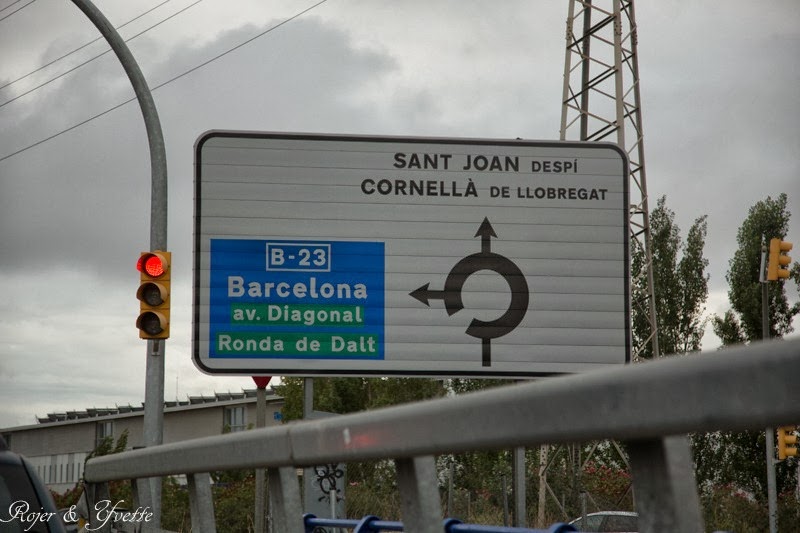 SANT JOAN DESPÍ
CORNELLÀ DE LLOBREGAT
B-23
Barcelona
av. Diagonal
Ronda de Dalt
Rojer & Yvette